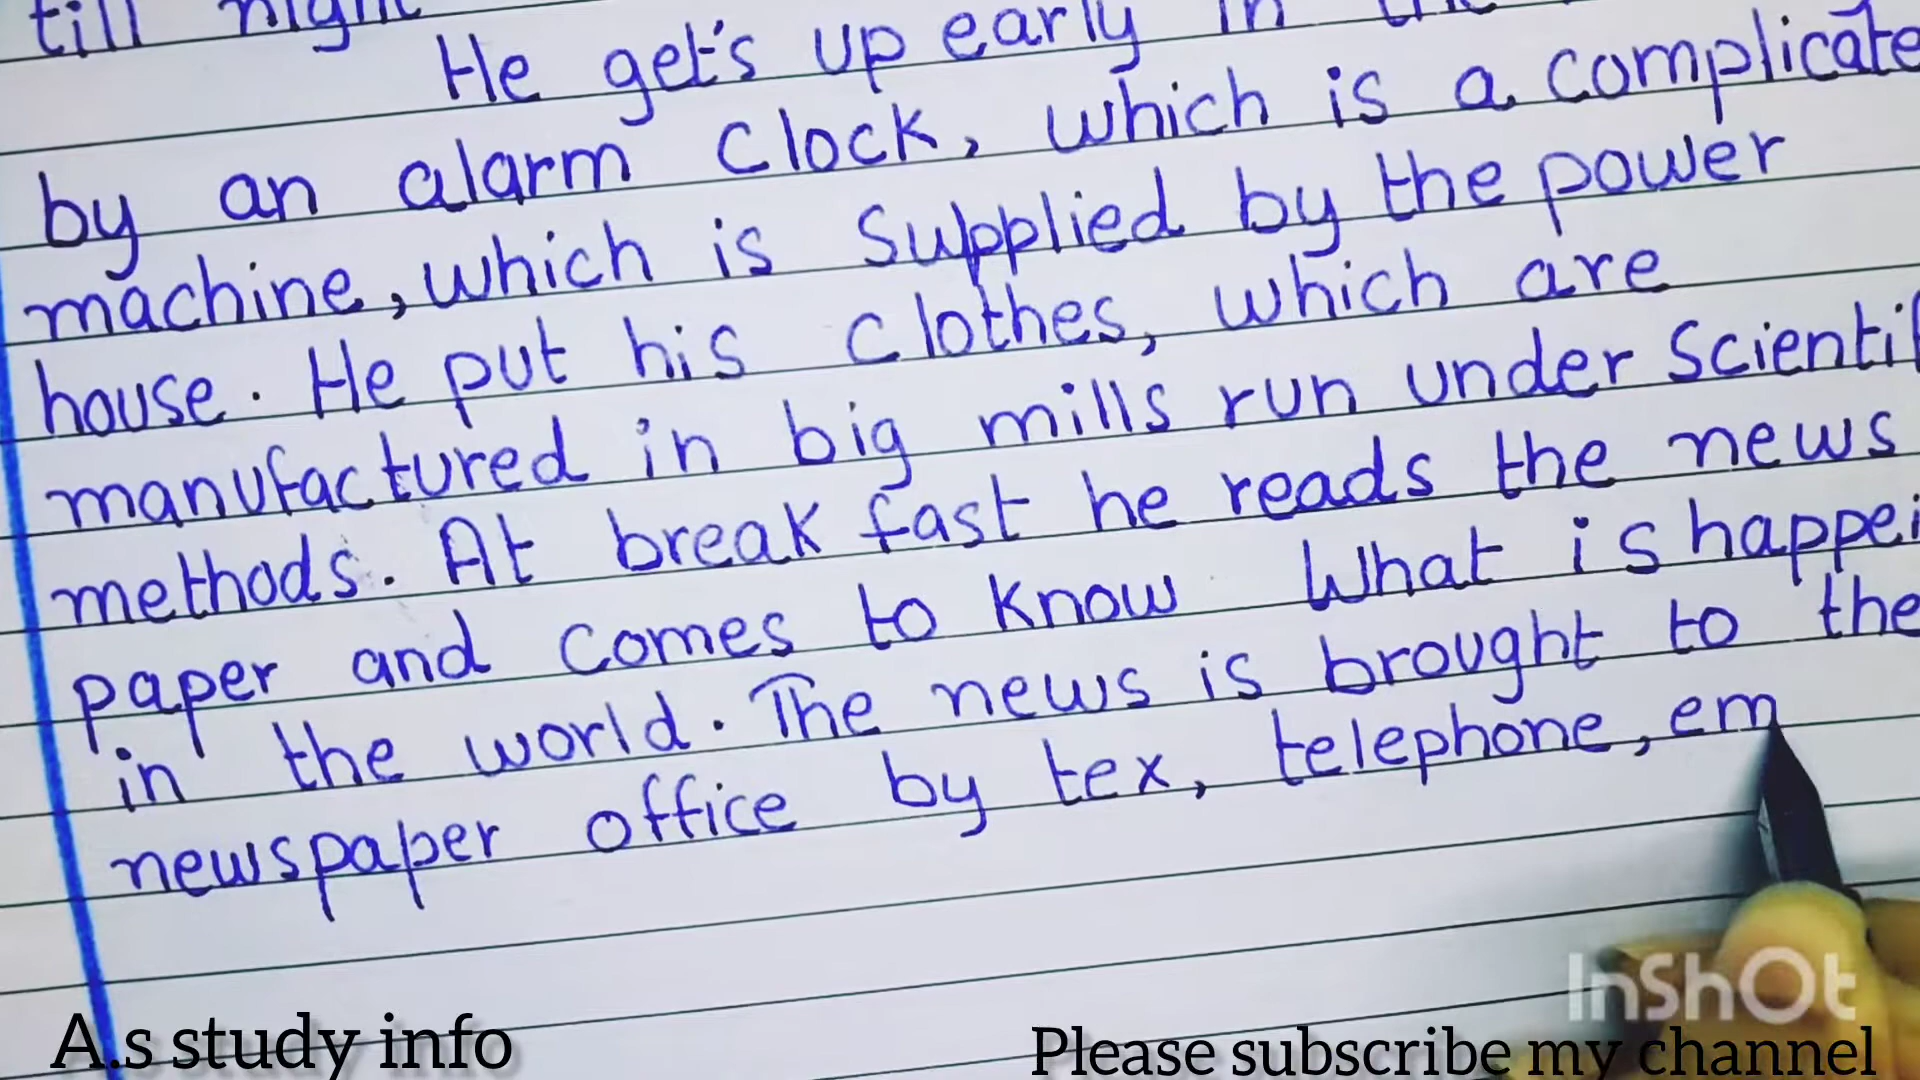 till night
He get's up early in the
by an alarm clock, which is a complicate
machine, which is supplied by the power
house. He put his clothes, which are
manufactured in big mills run under Scientif
methods. At break fast he reads the news
paper and comes to know What is happei
in the world. The news is brought to the
newspaper office by tex, telephone, em
InShOt
A.s study info
Please subscribe my channel